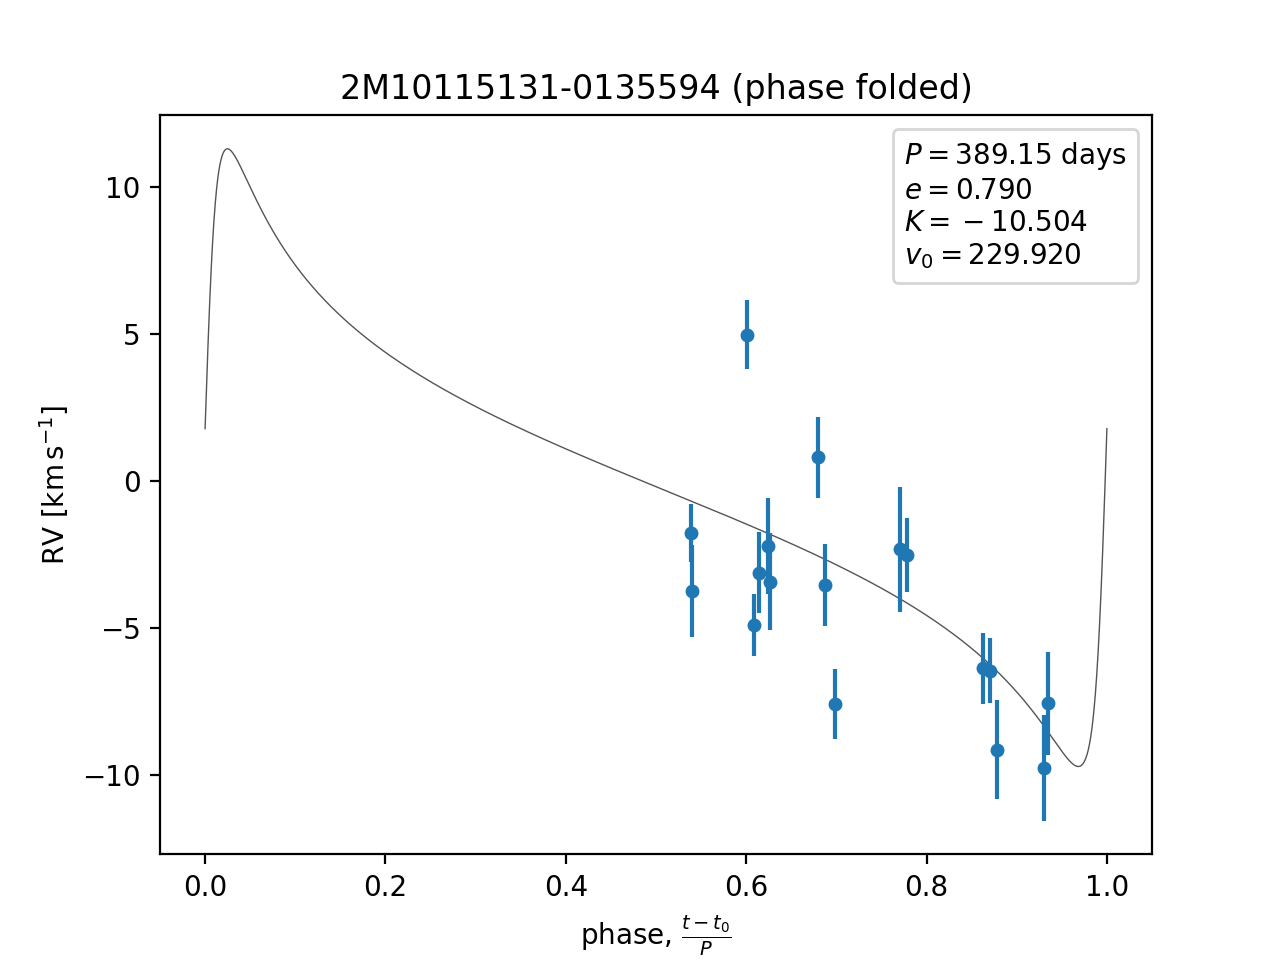 2M10115131-0135594 (phase folded)
P = 389.15 days
e = 0.790
K = −10.504
v₀ = 229.920
RV [km s⁻¹]
10
5
0
−5
−10
0.0 0.2 0.4 0.6 0.8 1.0
phase, (t − t₀)/P